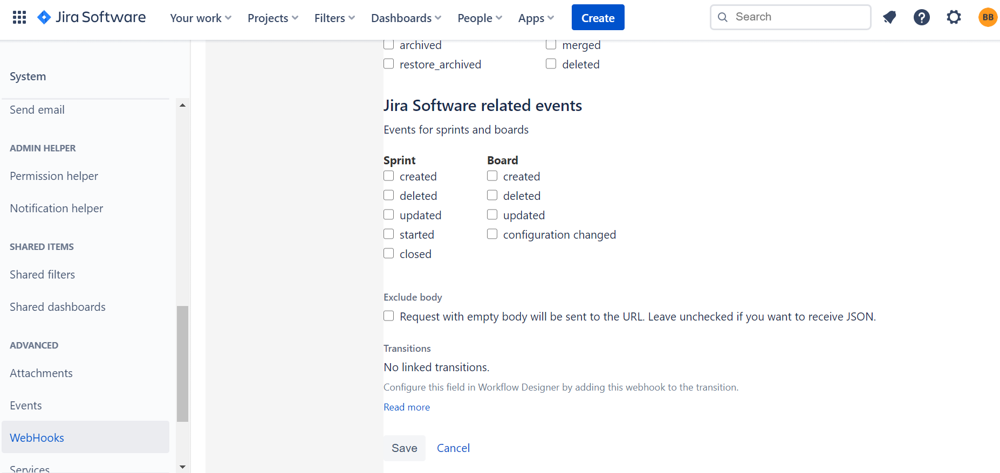 Jira Software Your work Projects Filters Dashboards People Apps Create Search ? BB
System
Send email
ADMIN HELPER
Permission helper
Notification helper
SHARED ITEMS
Shared filters
Shared dashboards
ADVANCED
Attachments
Events
WebHooks
Services
archived merged
restore_archived deleted
Jira Software related events
Events for sprints and boards
Sprint Board
created created
deleted deleted
updated updated
started configuration changed
closed
Exclude body
Request with empty body will be sent to the URL. Leave unchecked if you want to receive JSON.
Transitions
No linked transitions.
Configure this field in Workflow Designer by adding this webhook to the transition.
Read more
Save Cancel